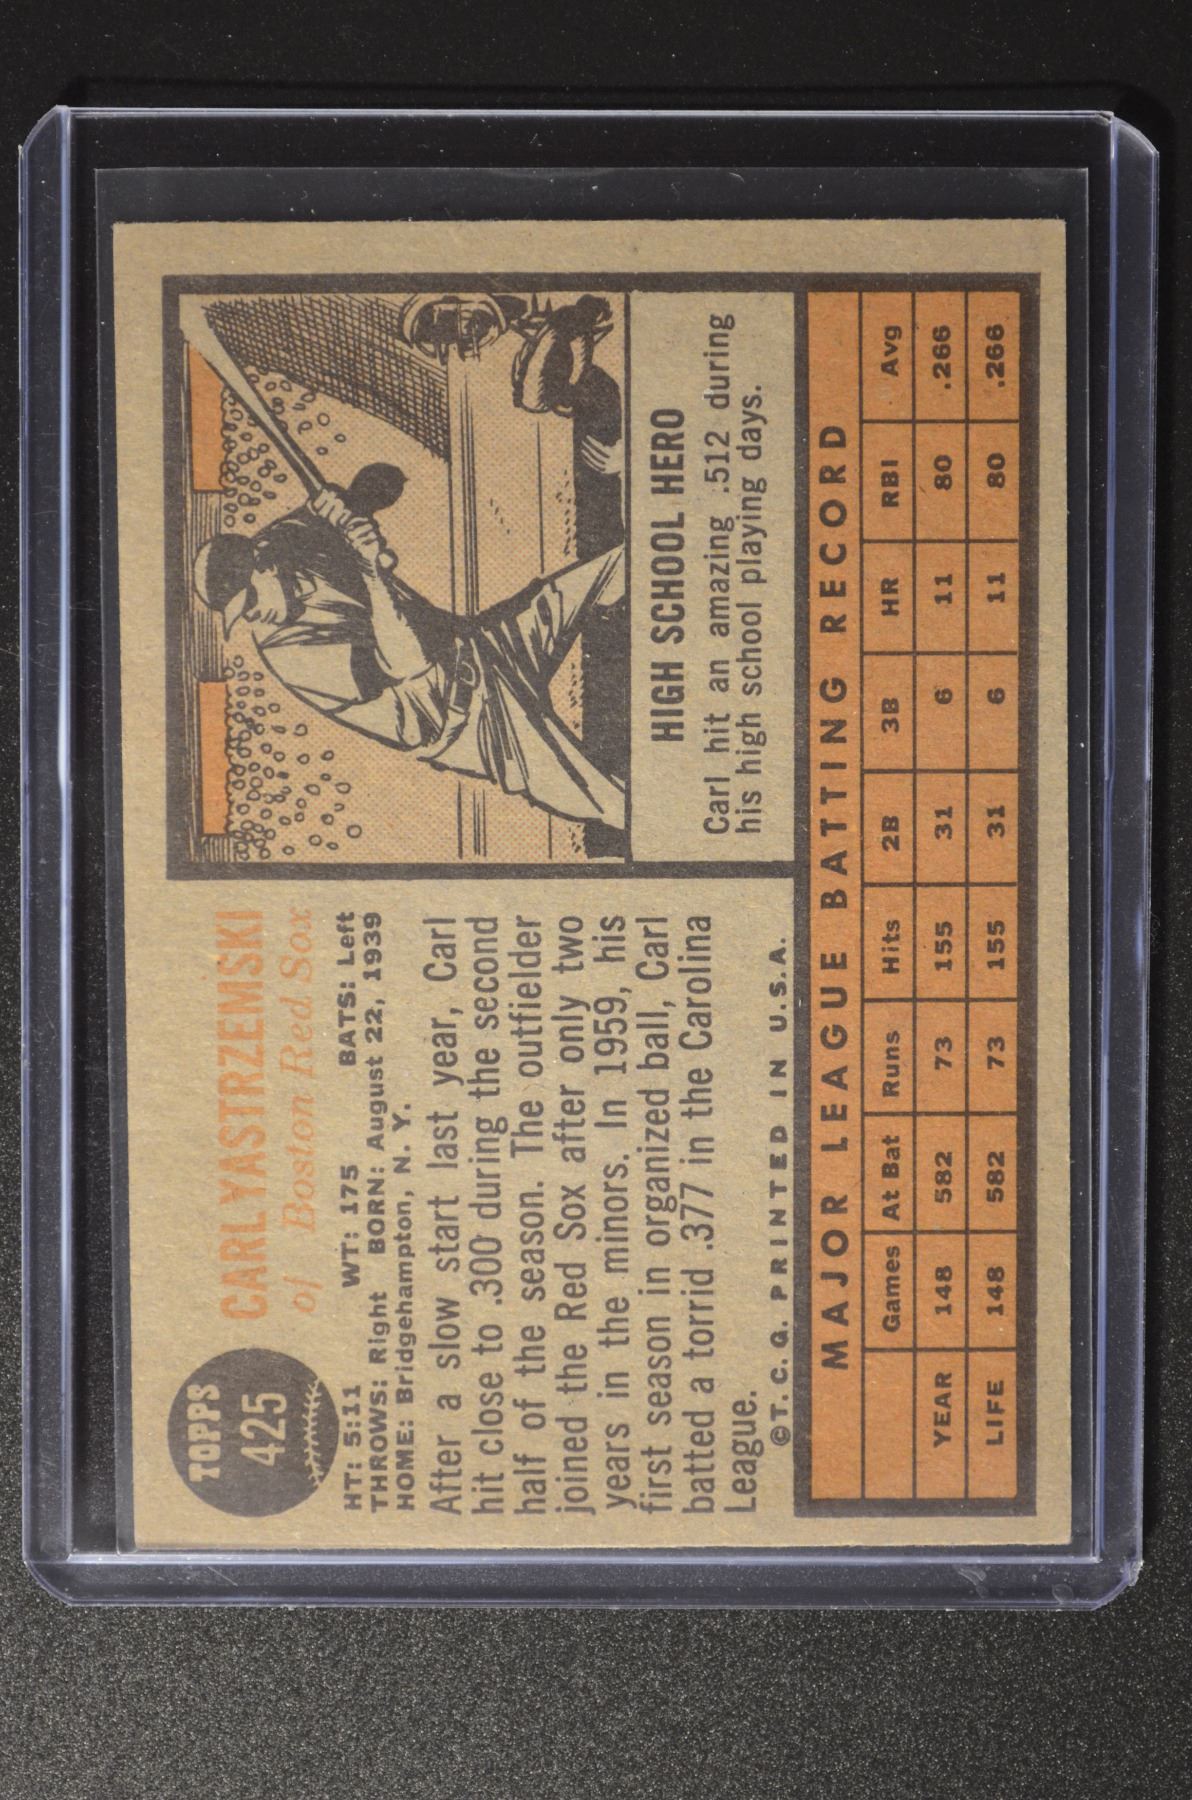 TOPPS
425
CARL YASTRZEMSKI
of Boston Red Sox
HT: 5:11 WT: 175 BATS: Left
THROWS: Right BORN: August 22, 1939
HOME: Bridgehampton, N. Y.
After a slow start last year, Carl
hit close to .300 during the second
half of the season. The outfielder
joined the Red Sox after only two
years in the minors. In 1959, his
first season in organized ball, Carl
batted a torrid .377 in the Carolina
League.
©T. C. G. PRINTED IN U.S.A.
HIGH SCHOOL HERO
Carl hit an amazing .512 during
his high school playing days.
MAJOR LEAGUE BATTING RECORD
Games At Bat Runs Hits 2B 3B HR RBI Avg
YEAR 148 582 73 155 31 6 11 80 .266
LIFE 148 582 73 155 31 6 11 80 .266